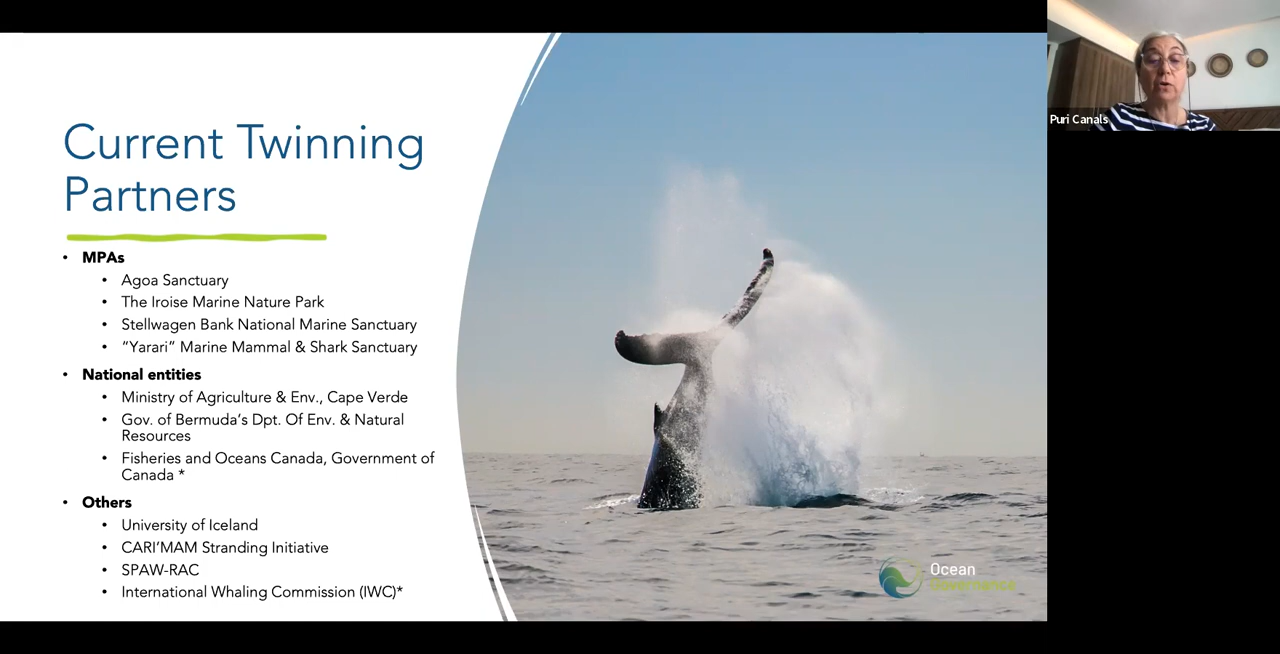 Current Twinning
Partners
• MPAs
• Agoa Sanctuary
• The Iroise Marine Nature Park
• Stellwagen Bank National Marine Sanctuary
• "Yarari" Marine Mammal & Shark Sanctuary
• National entities
• Ministry of Agriculture & Env., Cape Verde
• Gov. of Bermuda's Dpt. Of Env. & Natural
Resources
• Fisheries and Oceans Canada, Government of
Canada *
• Others
• University of Iceland
• CARI'MAM Stranding Initiative
• SPAW-RAC
• International Whaling Commission (IWC)*
Ocean
Governance
Puri Canals